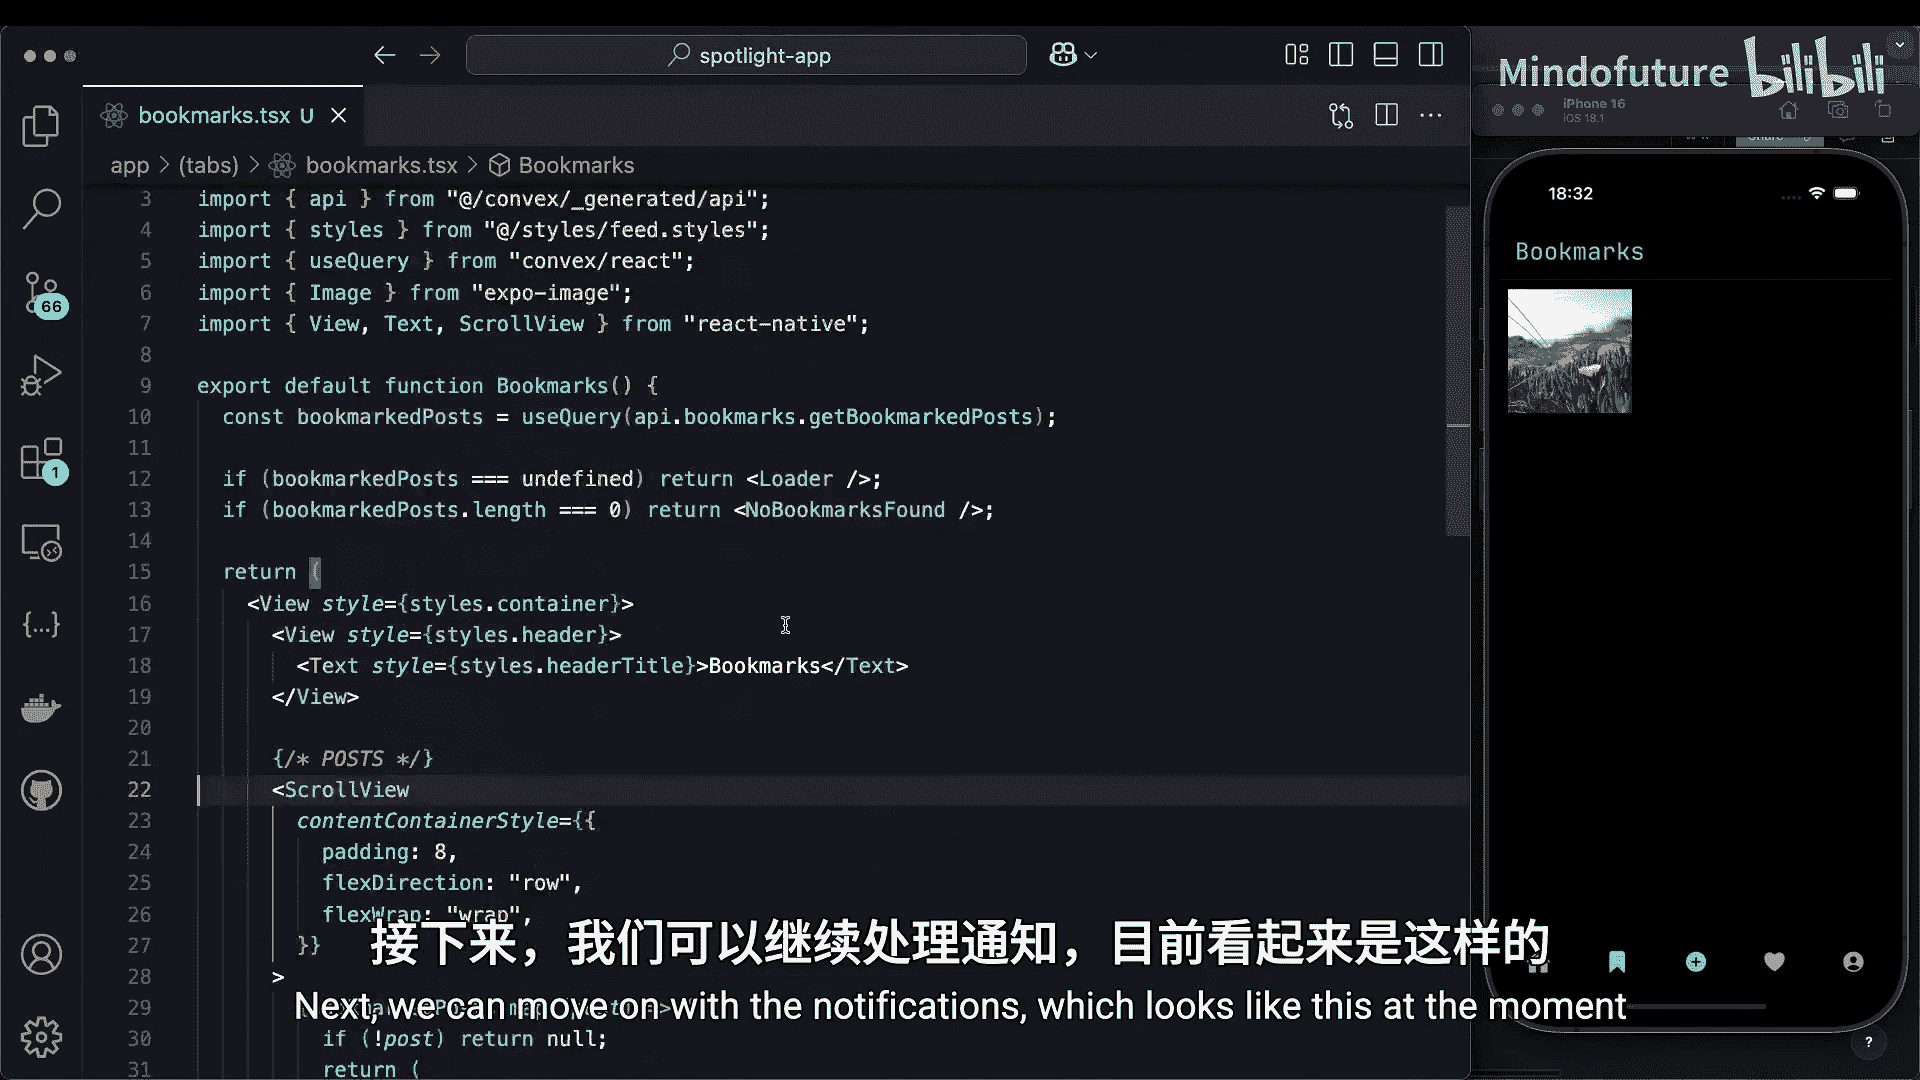 spotlight-app
Mindofuture bilibili
iPhone 16
iOS 18.1
bookmarks.tsx U
app > (tabs) > bookmarks.tsx > Bookmarks
3 import { api } from "@/convex/_generated/api";
4 import { styles } from "@/styles/feed.styles";
5 import { useQuery } from "convex/react";
6 import { Image } from "expo-image";
7 import { View, Text, ScrollView } from "react-native";
8
9 export default function Bookmarks() {
10 const bookmarkedPosts = useQuery(api.bookmarks.getBookmarkedPosts);
11
12 if (bookmarkedPosts === undefined) return <Loader />;
13 if (bookmarkedPosts.length === 0) return <NoBookmarksFound />;
14
15 return (
16 <View style={styles.container}>
17 <View style={styles.header}>
18 <Text style={styles.headerTitle}>Bookmarks</Text>
19 </View>
20
21 {/* POSTS */}
22 <ScrollView
23 contentContainerStyle={{
24 padding: 8,
25 flexDirection: "row",
26 flexWrap: "wrap",
27 }}
28 >
29
30 if (!post) return null;
31 return (
66
1
18:32
Bookmarks
接下来，我们可以继续处理通知，目前看起来是这样的
Next, we can move on with the notifications, which looks like this at the moment
?